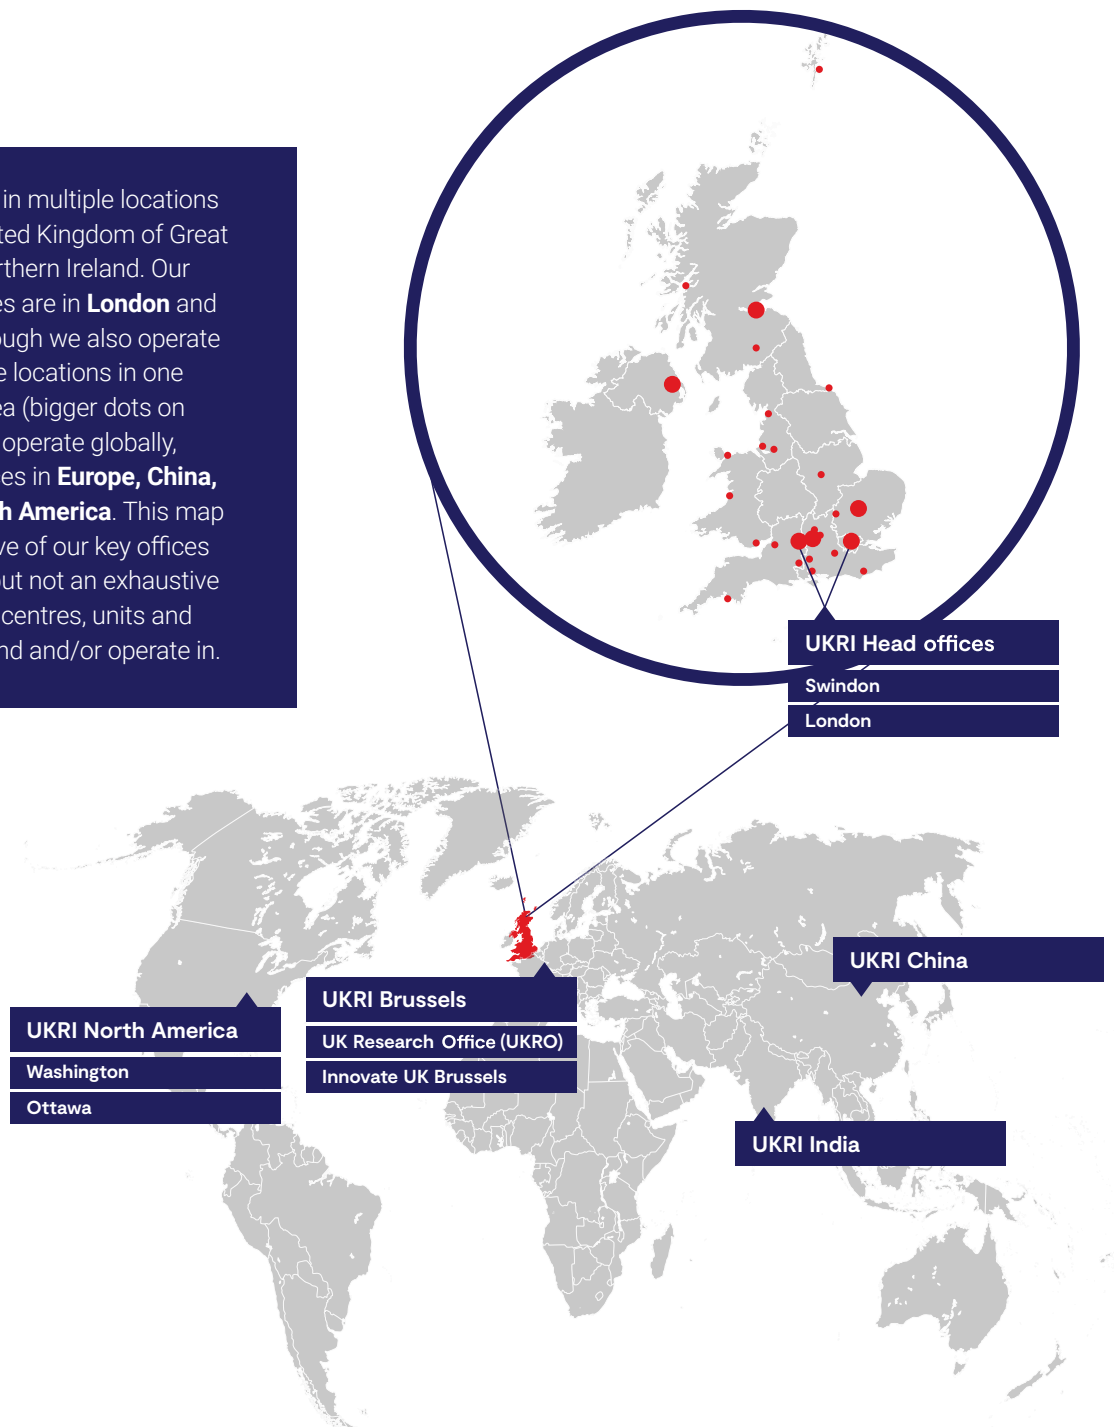 in multiple locations
ted Kingdom of Great
rthern Ireland. Our
es are in London and
ough we also operate
e locations in one
ea (bigger dots on
operate globally,
es in Europe, China,
h America. This map
ve of our key offices
out not an exhaustive
centres, units and
nd and/or operate in.
UKRI Head offices
Swindon
London
UKRI China
UKRI Brussels
UK Research Office (UKRO)
Innovate UK Brussels
UKRI North America
Washington
Ottawa
UKRI India